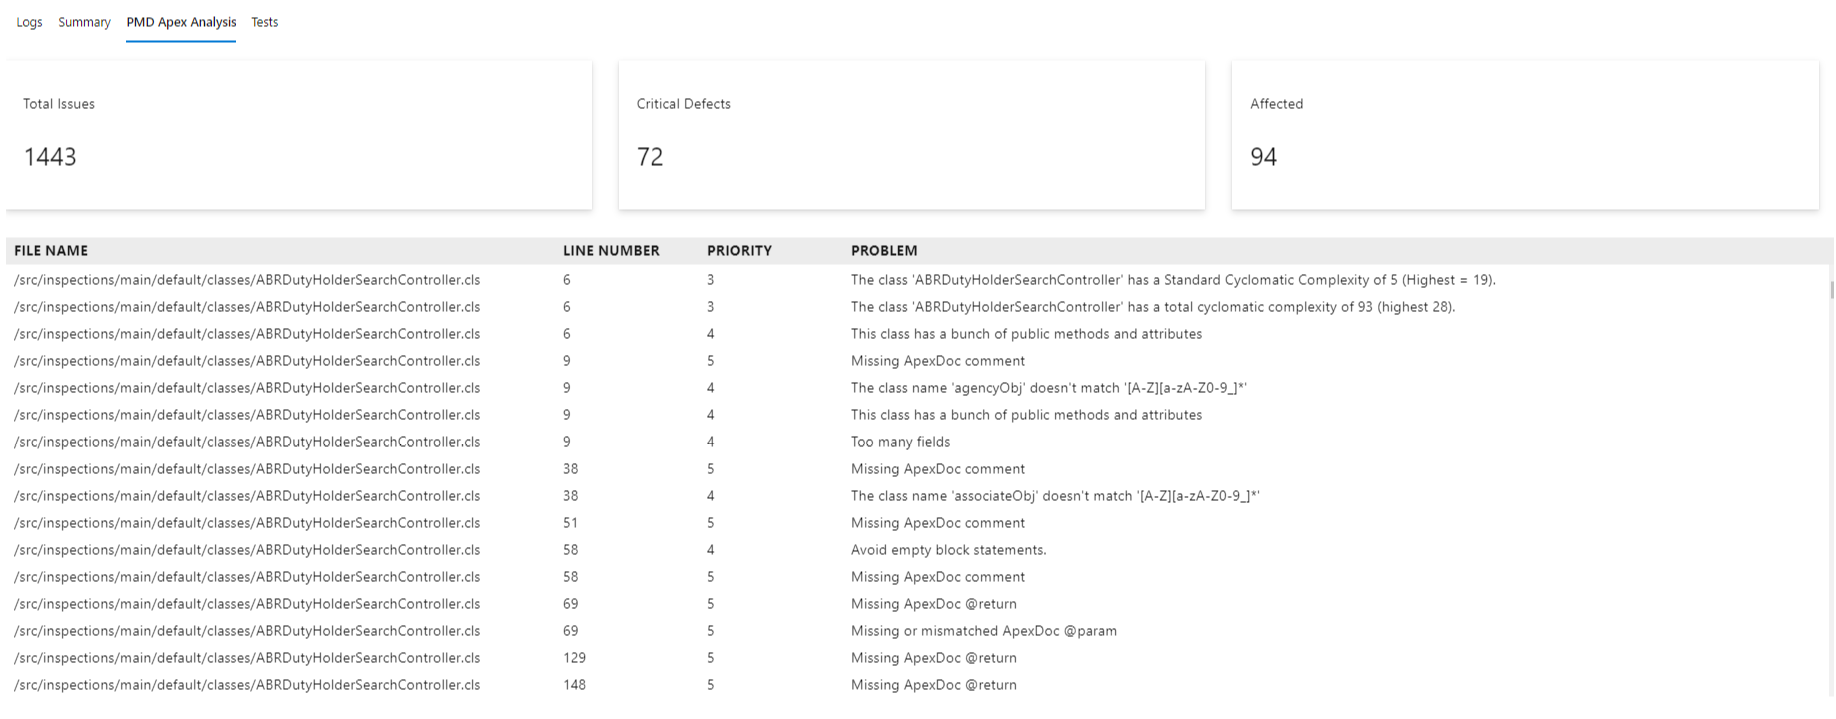 Logs Summary PMD Apex Analysis Tests
Total Issues Critical Defects Affected
1443 72 94
FILE NAME LINE NUMBER PRIORITY PROBLEM
/src/inspections/main/default/classes/ABRDutyHolderSearchController.cls 6 3 The class 'ABRDutyHolderSearchController' has a Standard Cyclomatic Complexity of 5 (Highest = 19).
/src/inspections/main/default/classes/ABRDutyHolderSearchController.cls 6 3 The class 'ABRDutyHolderSearchController' has a total cyclomatic complexity of 93 (highest 28).
/src/inspections/main/default/classes/ABRDutyHolderSearchController.cls 6 4 This class has a bunch of public methods and attributes
/src/inspections/main/default/classes/ABRDutyHolderSearchController.cls 9 5 Missing ApexDoc comment
/src/inspections/main/default/classes/ABRDutyHolderSearchController.cls 9 4 The class name 'agencyObj' doesn't match '[A-Z][a-zA-Z0-9_]*'
/src/inspections/main/default/classes/ABRDutyHolderSearchController.cls 9 4 This class has a bunch of public methods and attributes
/src/inspections/main/default/classes/ABRDutyHolderSearchController.cls 9 4 Too many fields
/src/inspections/main/default/classes/ABRDutyHolderSearchController.cls 38 5 Missing ApexDoc comment
/src/inspections/main/default/classes/ABRDutyHolderSearchController.cls 38 4 The class name 'associateObj' doesn't match '[A-Z][a-zA-Z0-9_]*'
/src/inspections/main/default/classes/ABRDutyHolderSearchController.cls 51 5 Missing ApexDoc comment
/src/inspections/main/default/classes/ABRDutyHolderSearchController.cls 58 4 Avoid empty block statements.
/src/inspections/main/default/classes/ABRDutyHolderSearchController.cls 58 5 Missing ApexDoc comment
/src/inspections/main/default/classes/ABRDutyHolderSearchController.cls 69 5 Missing ApexDoc @return
/src/inspections/main/default/classes/ABRDutyHolderSearchController.cls 69 5 Missing or mismatched ApexDoc @param
/src/inspections/main/default/classes/ABRDutyHolderSearchController.cls 129 5 Missing ApexDoc @return
/src/inspections/main/default/classes/ABRDutyHolderSearchController.cls 148 5 Missing ApexDoc @return